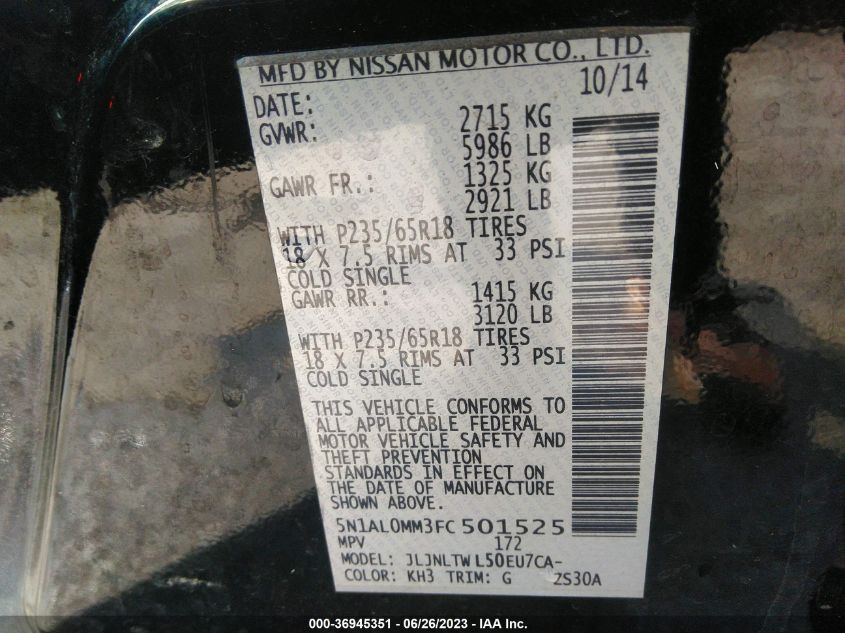 MFD BY NISSAN MOTOR CO., LTD.
DATE: 10/14
GVWR: 2715 KG
5986 LB
GAWR FR.: 1325 KG
2921 LB
WITH P235/65R18 TIRES
18 X 7.5 RIMS AT 33 PSI
COLD SINGLE
GAWR RR.: 1415 KG
3120 LB
WITH P235/65R18 TIRES
18 X 7.5 RIMS AT 33 PSI
COLD SINGLE
THIS VEHICLE CONFORMS TO
ALL APPLICABLE FEDERAL
MOTOR VEHICLE SAFETY AND
THEFT PREVENTION
STANDARDS IN EFFECT ON
THE DATE OF MANUFACTURE
SHOWN ABOVE.
5N1AL0MM3FC501525
MPV 172
MODEL: JLJNLTWL50EU7CA-
COLOR: KH3 TRIM: G ZS30A
000-36945351 - 06/26/2023 - IAA Inc.